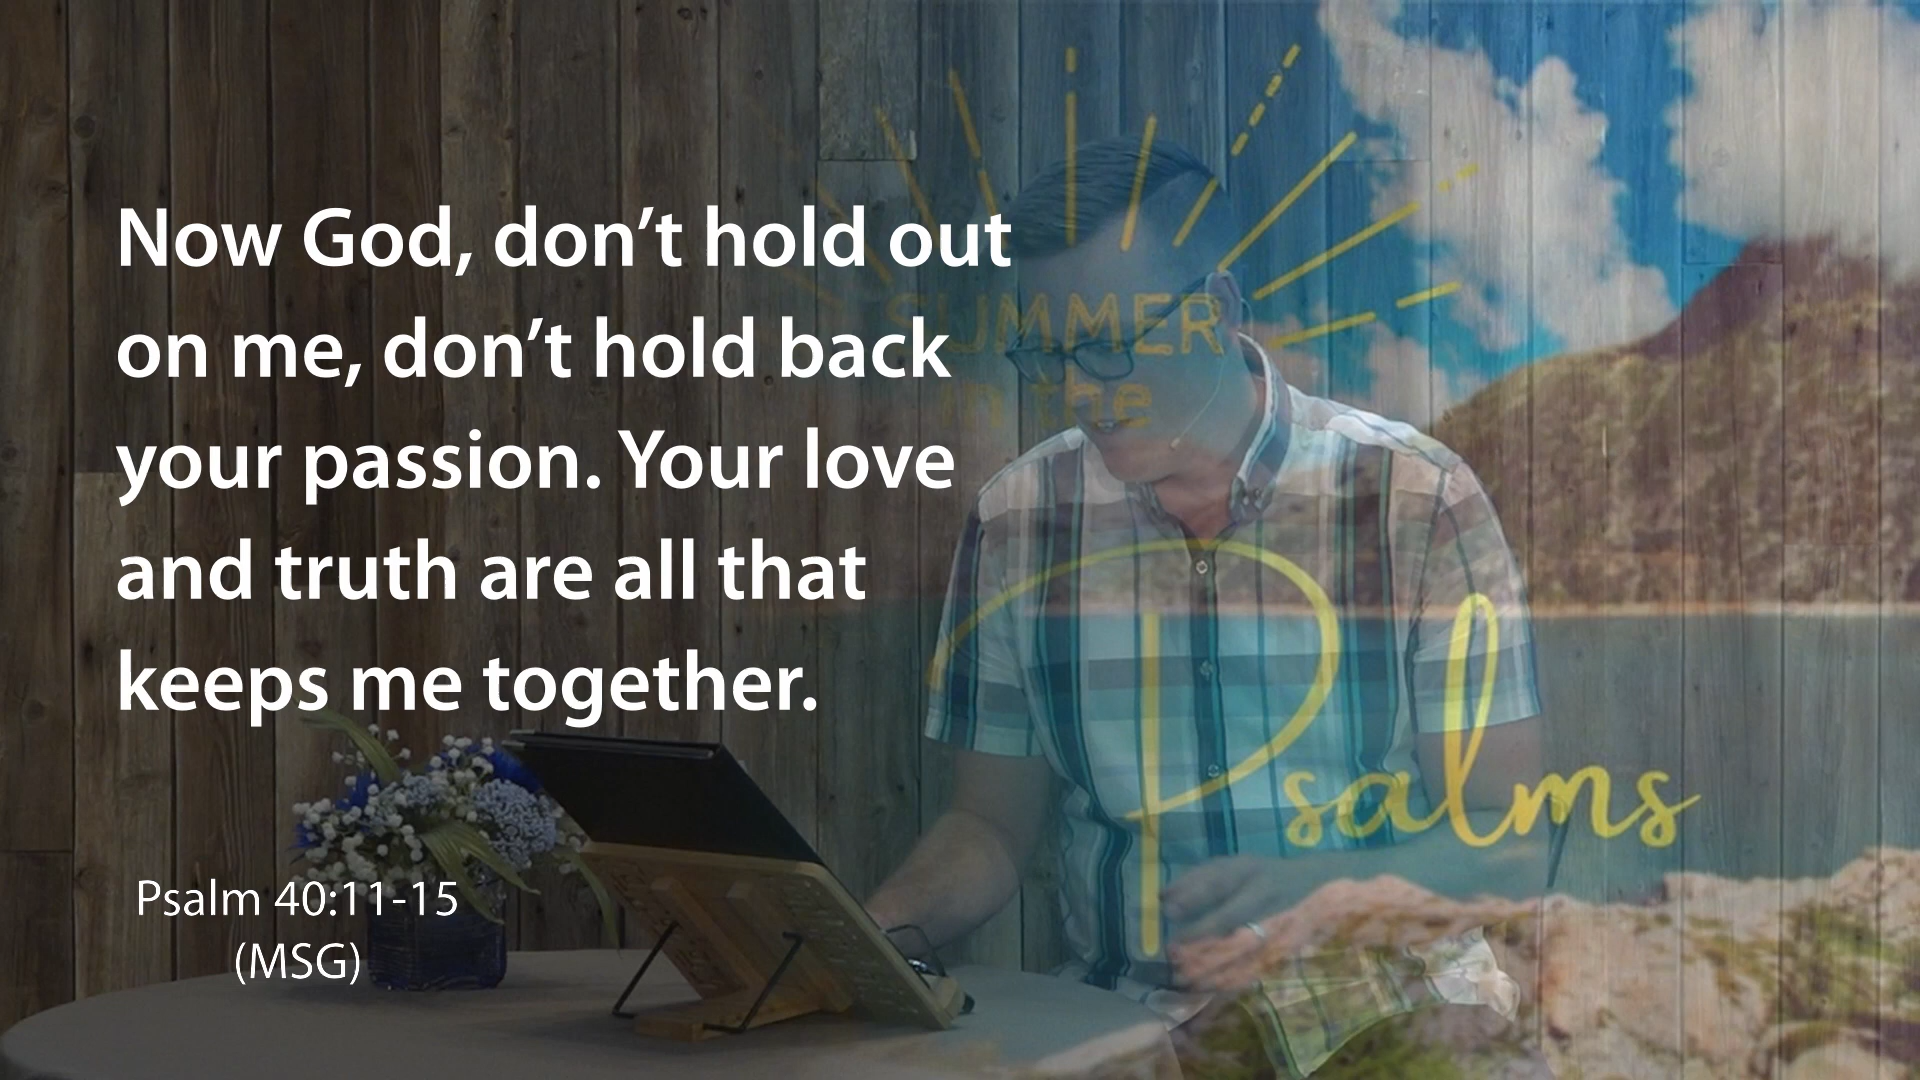 Now God, don’t hold out
on me, don’t hold back
your passion. Your love
and truth are all that
keeps me together.
Psalm 40:11-15
(MSG)
SUMMER
in the
Psalms